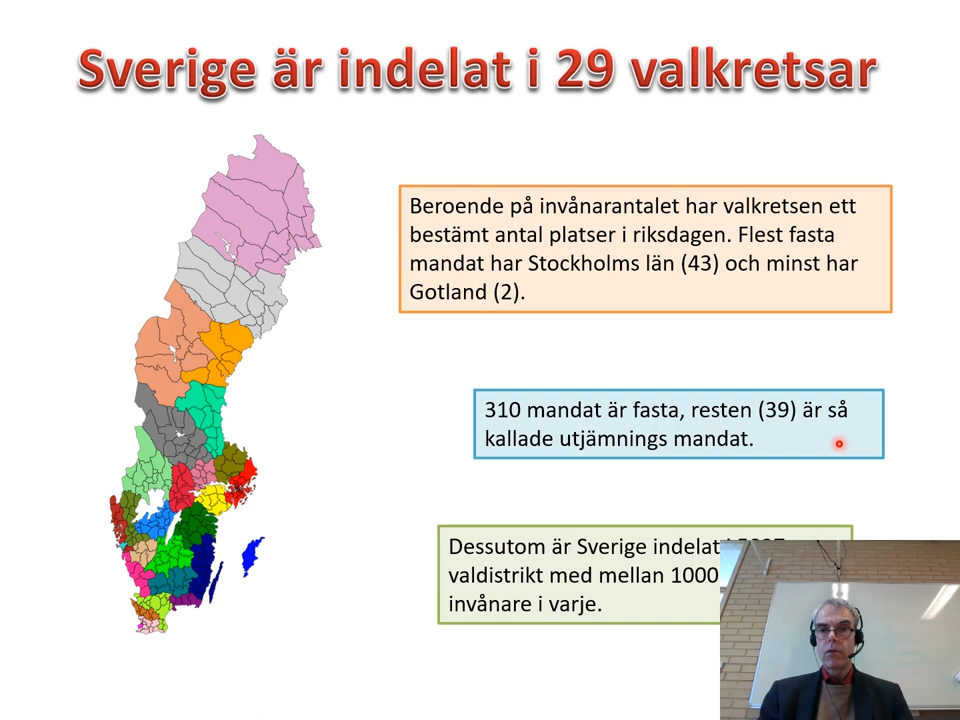 Sverige är indelat i 29 valkretsar
Beroende på invånarantalet har valkretsen ett
bestämt antal platser i riksdagen. Flest fasta
mandat har Stockholms län (43) och minst har
Gotland (2).
310 mandat är fasta, resten (39) är så
kallade utjämnings mandat.
Dessutom är Sverige indelat i
valdistrikt med mellan 1000
invånare i varje.